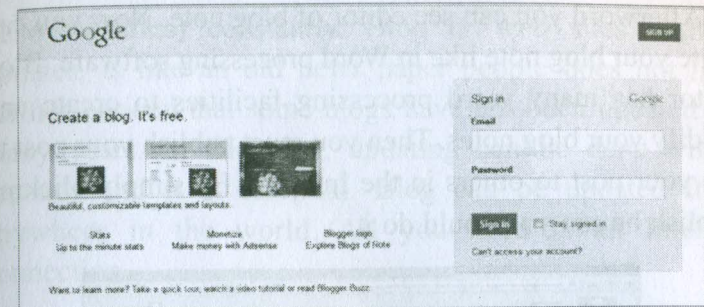 Google
SIGN UP
Create a blog. It's free.
Beautiful, customizable templates and layouts.
Stats
Up to the minute stats
Make money with Adsense
Blogger
Explore Blogs of Note
Want to learn more? Take a quick tour, watch a video tutorial or read Blogger Buzz.
Sign in Google
Email
Password
Sign in Stay signed in
Can't access your account?